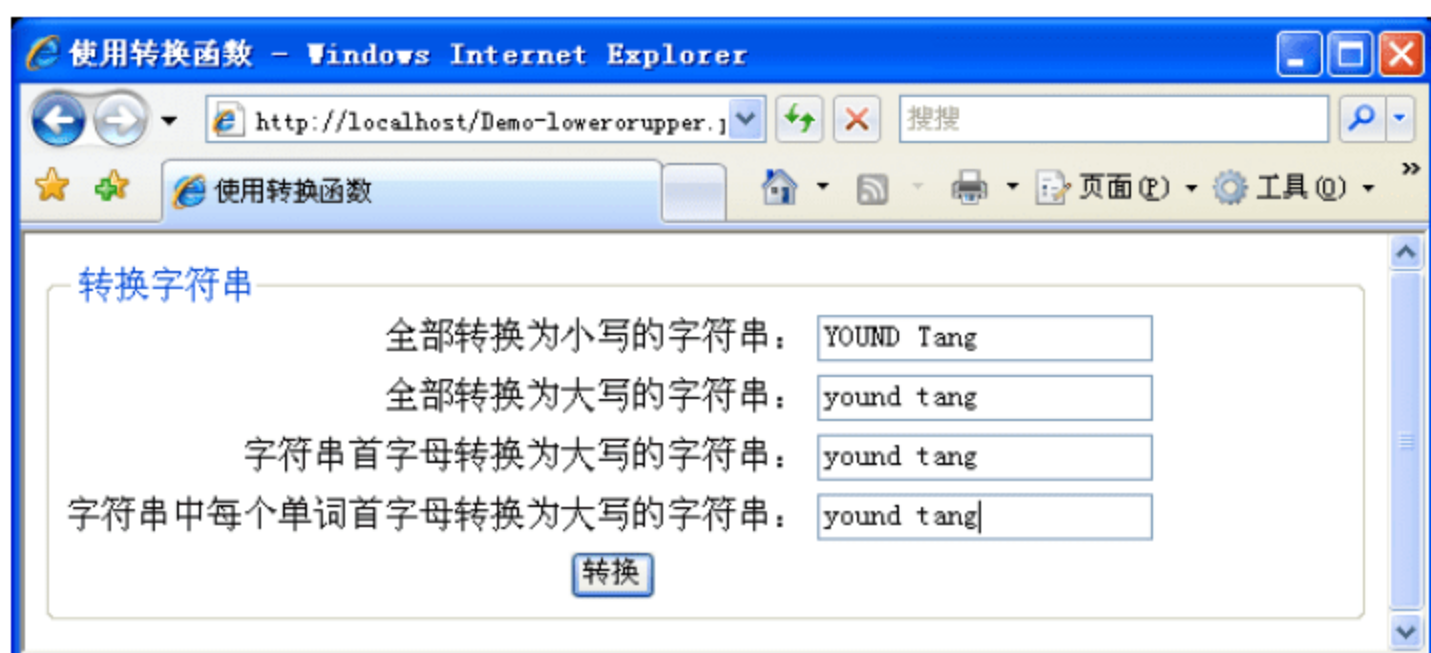 使用转换函数 - Windows Internet Explorer
http://localhost/Demo-lowerorupper.
搜搜
使用转换函数
页面(P)
工具(O)
»
转换字符串
全部转换为小写的字符串： YOUND Tang
全部转换为大写的字符串： yound tang
字符串首字母转换为大写的字符串： yound tang
字符串中每个单词首字母转换为大写的字符串： yound tang
转换